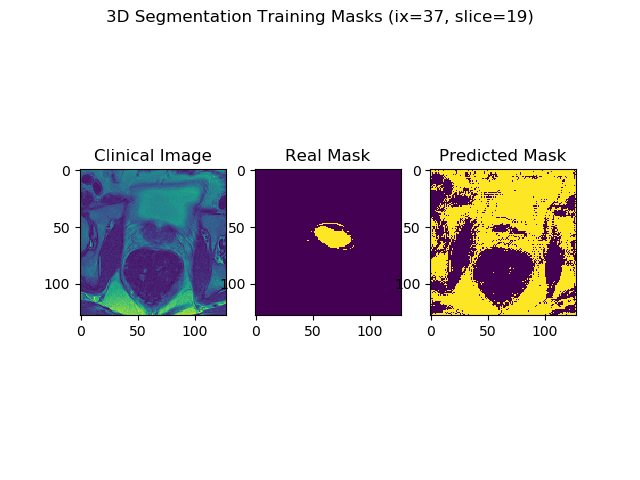 3D Segmentation Training Masks (ix=37, slice=19)
Clinical Image Real Mask Predicted Mask
0 0 0
50 50 50
100 100 100
0 50 100 0 50 100 0 50 100